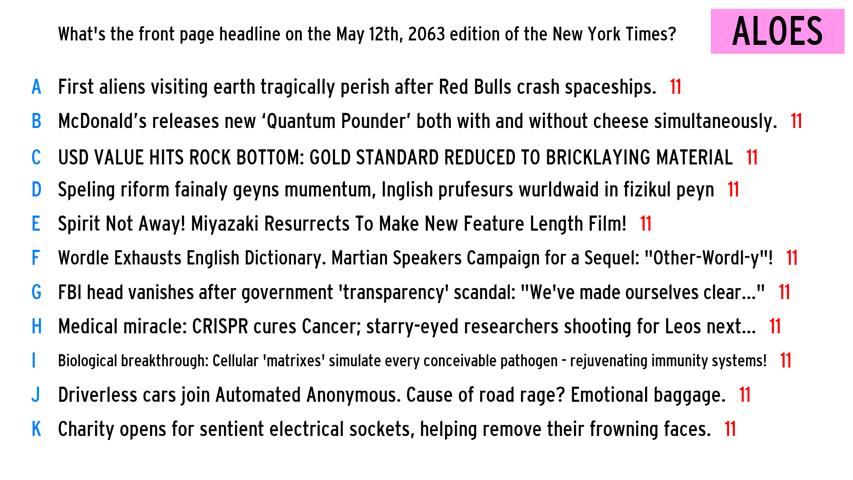 What's the front page headline on the May 12th, 2063 edition of the New York Times?
ALOES
A First aliens visiting earth tragically perish after Red Bulls crash spaceships. 11
B McDonald's releases new ‘Quantum Pounder’ both with and without cheese simultaneously. 11
C USD VALUE HITS ROCK BOTTOM: GOLD STANDARD REDUCED TO BRICKLAYING MATERIAL 11
D Speling riform fainaly geyns mumentum, Inglish prufesurs wurldwaid in fizikul peyn 11
E Spirit Not Away! Miyazaki Resurrects To Make New Feature Length Film! 11
F Wordle Exhausts English Dictionary. Martian Speakers Campaign for a Sequel: "Other-Wordl-y"! 11
G FBI head vanishes after government 'transparency' scandal: "We've made ourselves clear..." 11
H Medical miracle: CRISPR cures Cancer; starry-eyed researchers shooting for Leos next... 11
I Biological breakthrough: Cellular 'matrixes' simulate every conceivable pathogen - rejuvenating immunity systems! 11
J Driverless cars join Automated Anonymous. Cause of road rage? Emotional baggage. 11
K Charity opens for sentient electrical sockets, helping remove their frowning faces. 11